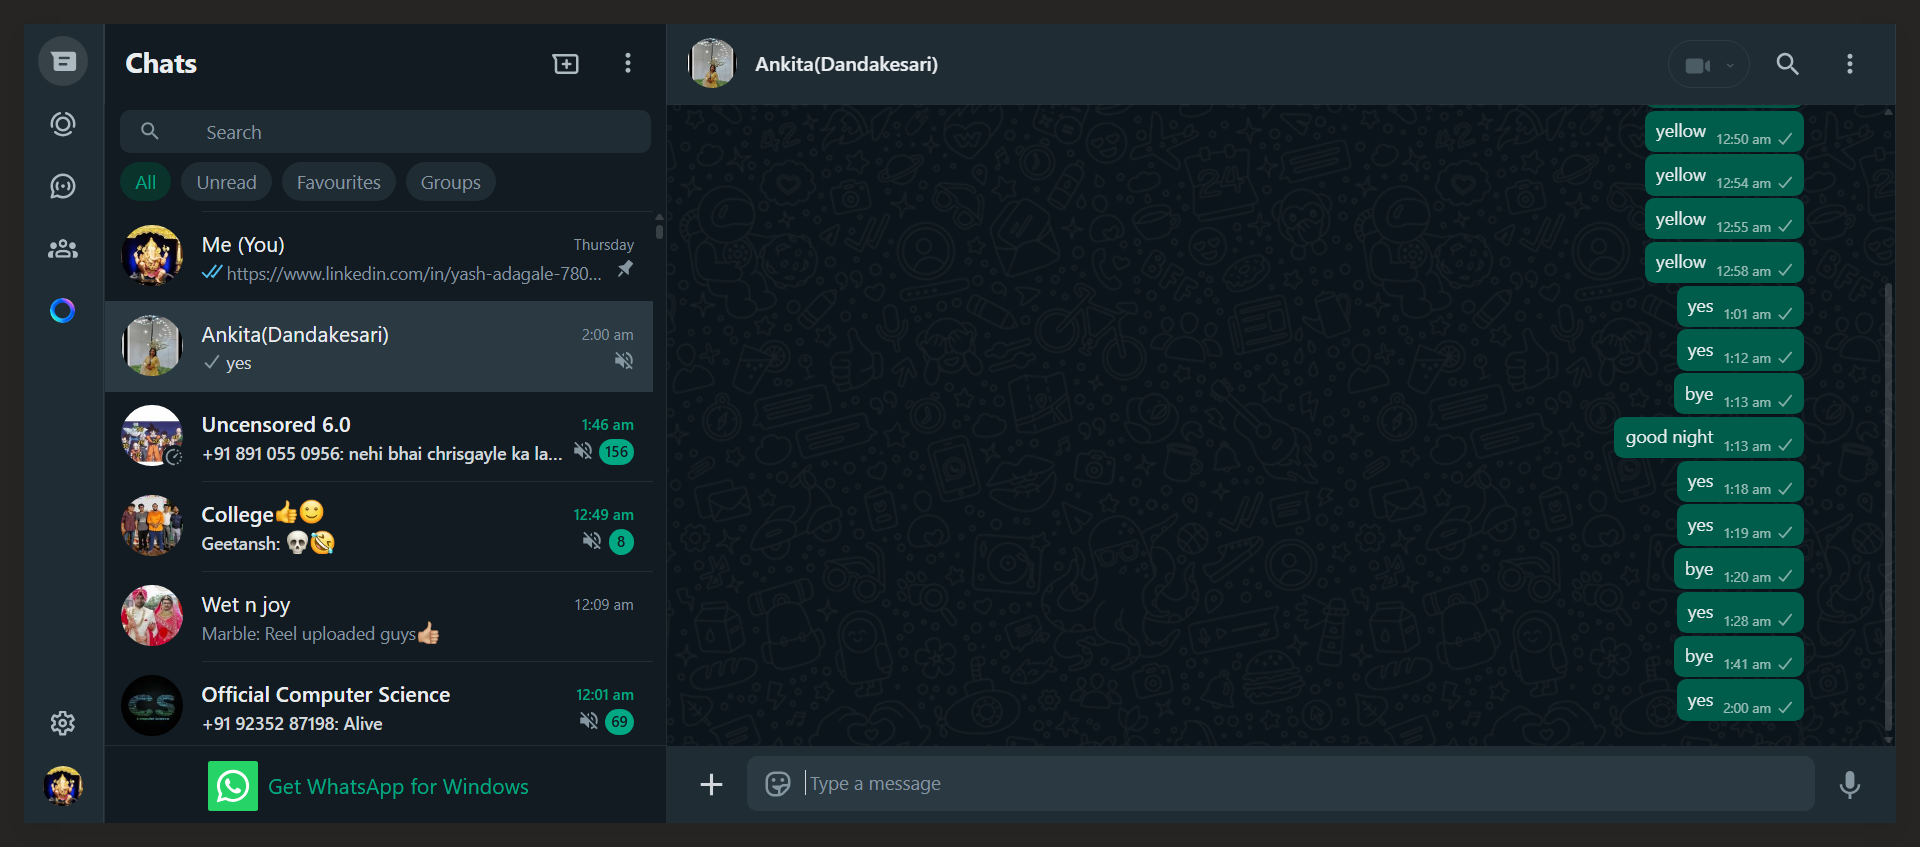 Chats
Search
All Unread Favourites Groups
Me (You) Thursday
https://www.linkedin.com/in/yash-adagale-780...
Ankita(Dandakesari) 2:00 am
yes
Uncensored 6.0 1:46 am
+91 891 055 0956: nehi bhai chrisgayle ka la... 156
College👍🙂 12:49 am
Geetansh: 💀🤣 8
Wet n joy 12:09 am
Marble: Reel uploaded guys👍🏼
CS
Official Computer Science 12:01 am
+91 92352 87198: Alive 69
Get WhatsApp for Windows
Ankita(Dandakesari)
yellow 12:50 am
yellow 12:54 am
yellow 12:55 am
yellow 12:58 am
yes 1:01 am
yes 1:12 am
bye 1:13 am
good night 1:13 am
yes 1:18 am
yes 1:19 am
bye 1:20 am
yes 1:28 am
bye 1:41 am
yes 2:00 am
Type a message